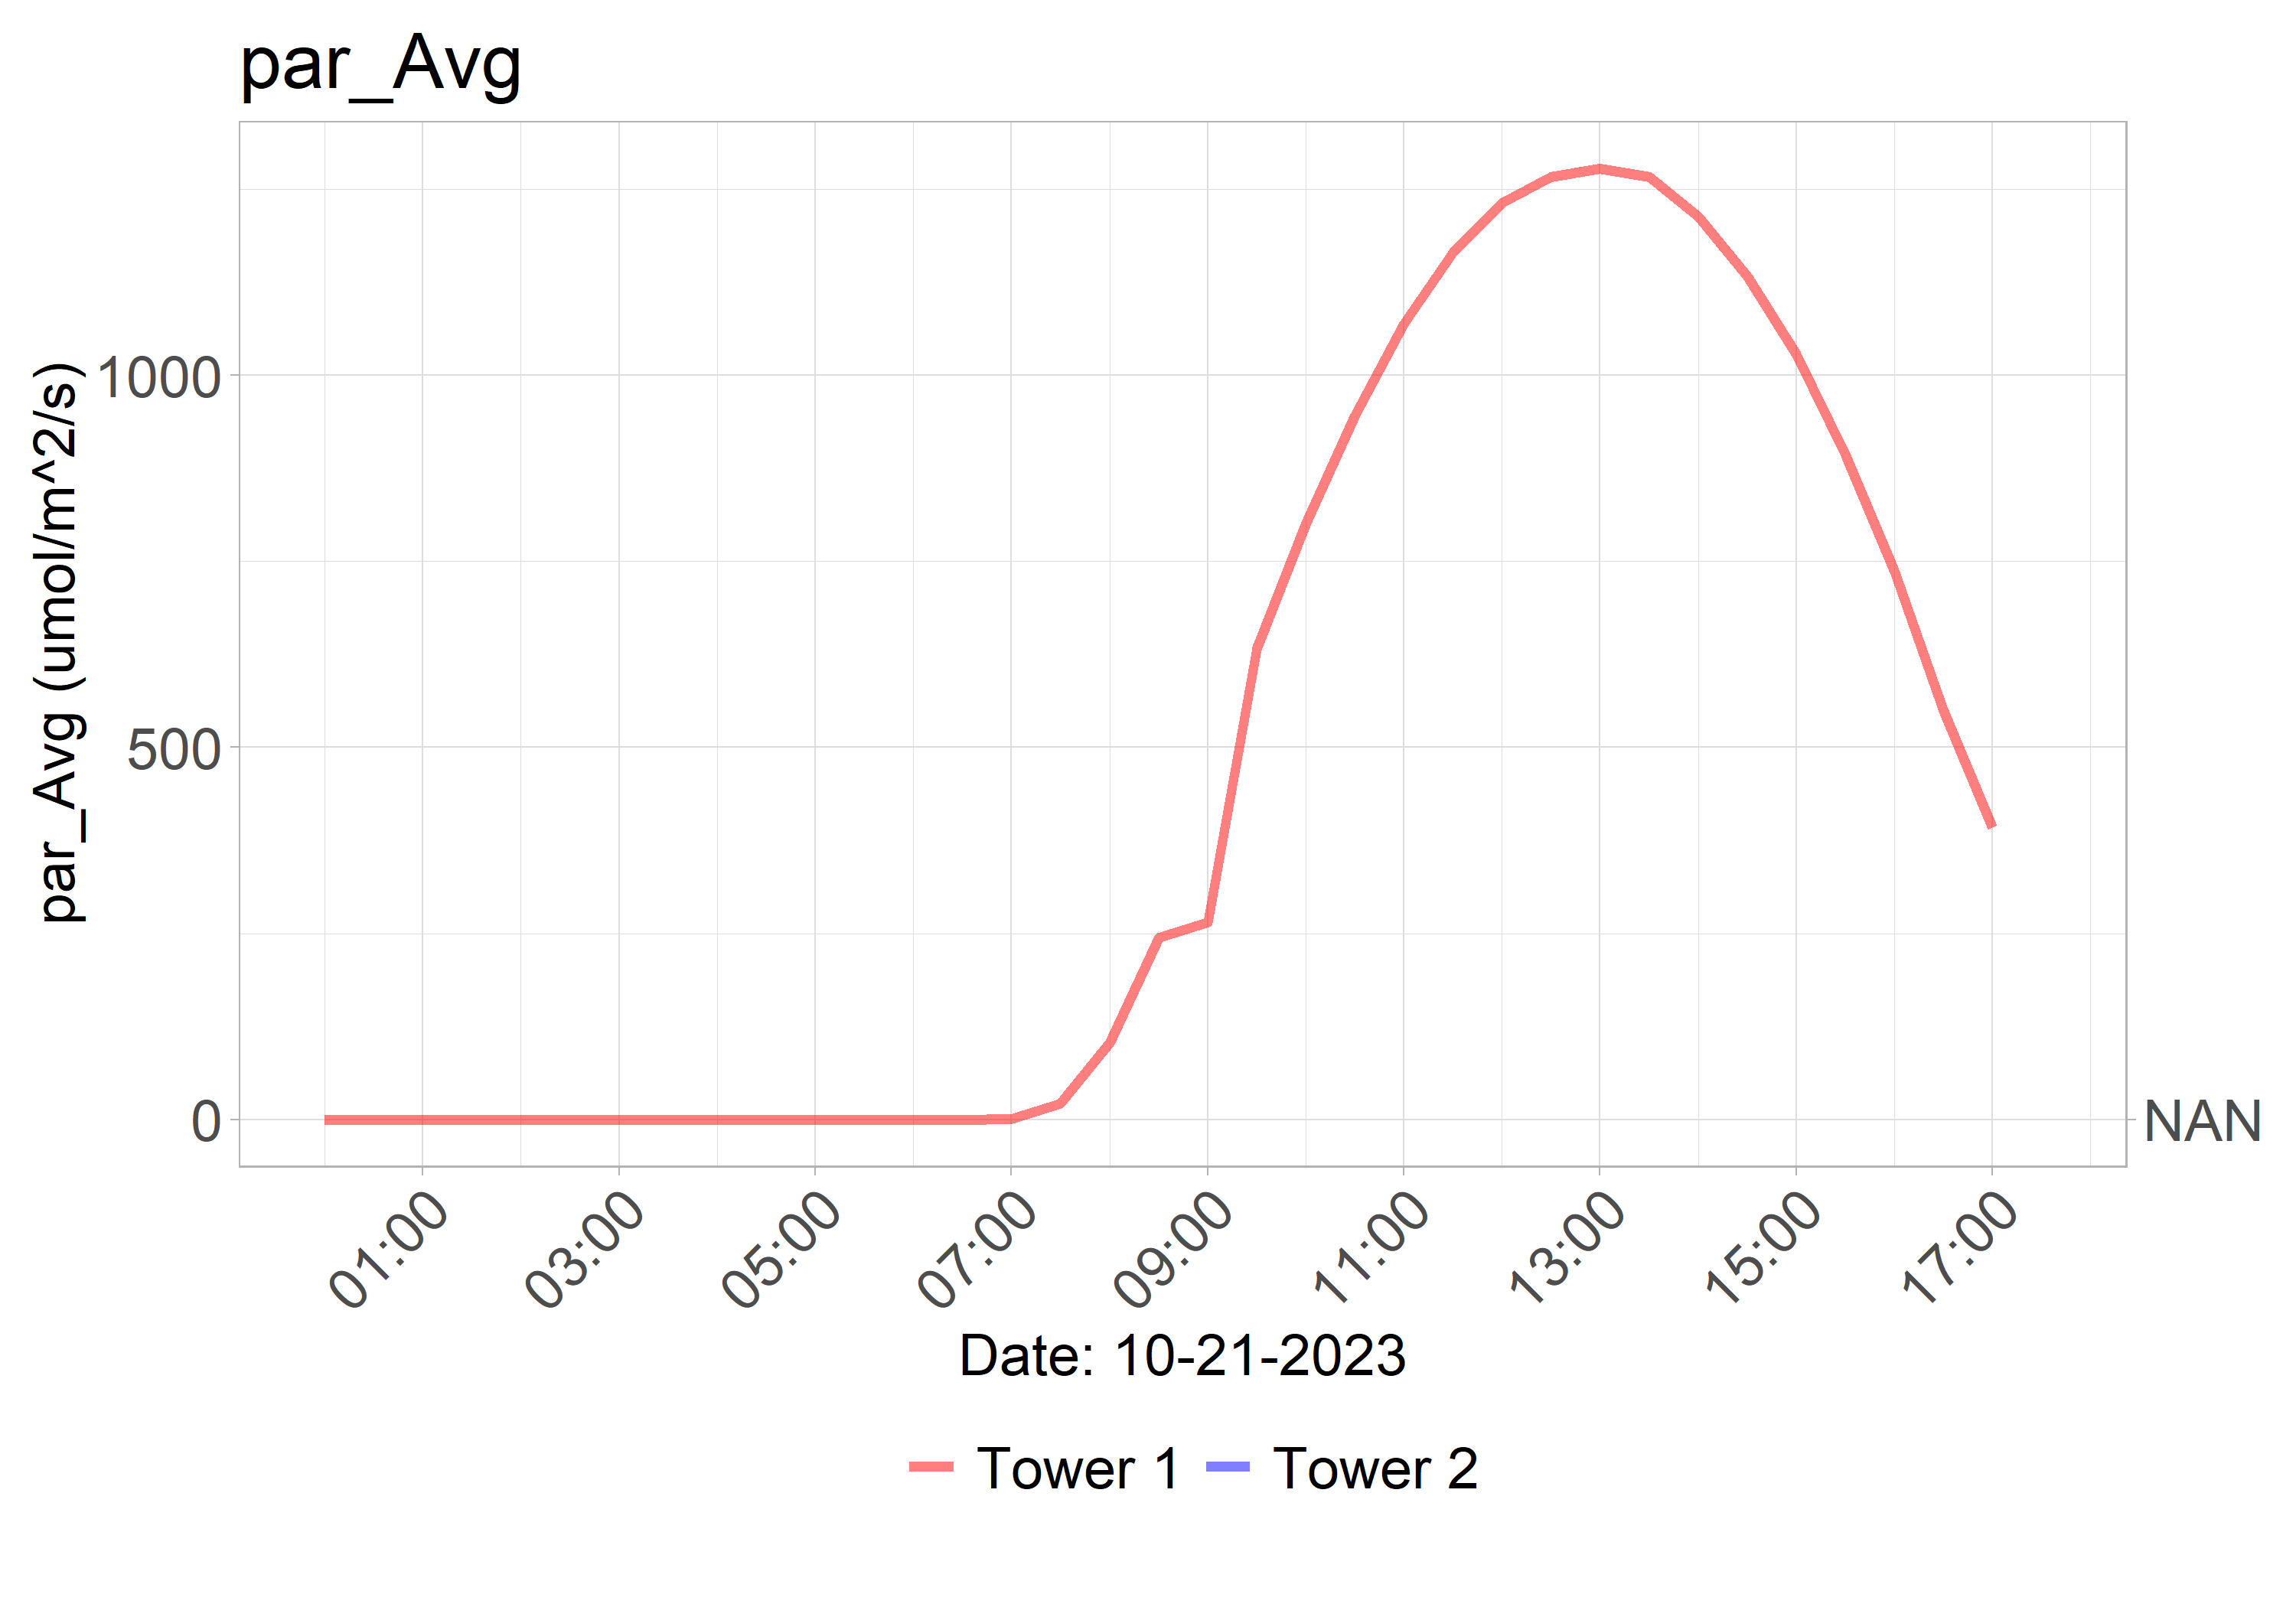 par_Avg
par_Avg (umol/m^2/s)
1000
500
0
NAN
01:00 03:00 05:00 07:00 09:00 11:00 13:00 15:00 17:00
Date: 10-21-2023
Tower 1 Tower 2